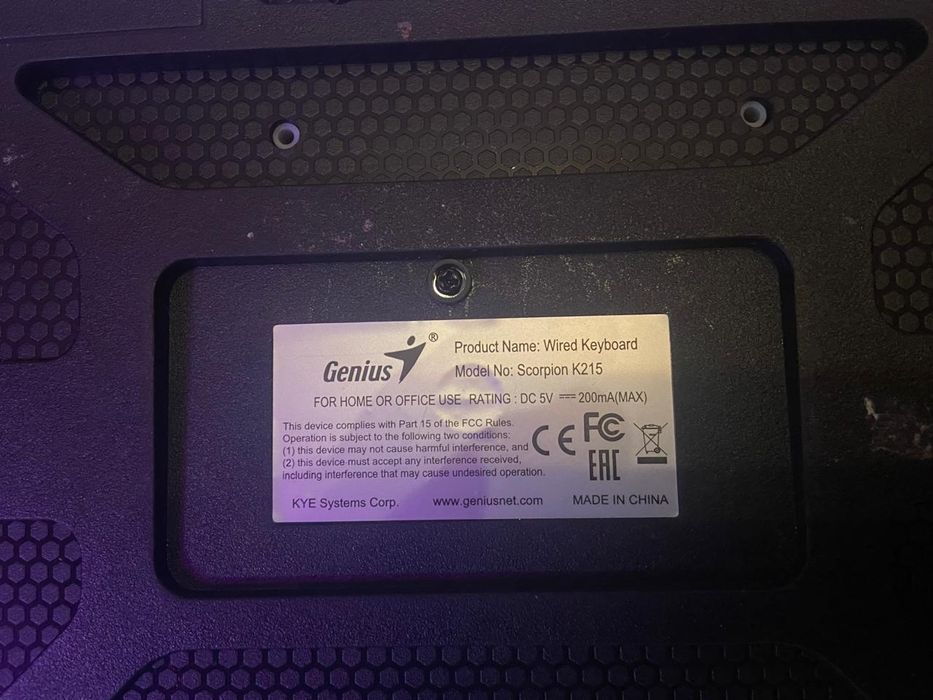 Genius®
Product Name: Wired Keyboard
Model No: Scorpion K215
FOR HOME OR OFFICE USE RATING : DC 5V ⎓ 200mA(MAX)
This device complies with Part 15 of the FCC Rules.
Operation is subject to the following two conditions:
(1) this device may not cause harmful interference, and
(2) this device must accept any interference received,
including interference that may cause undesired operation.
CE FC
EAC
KYE Systems Corp. www.geniusnet.com MADE IN CHINA